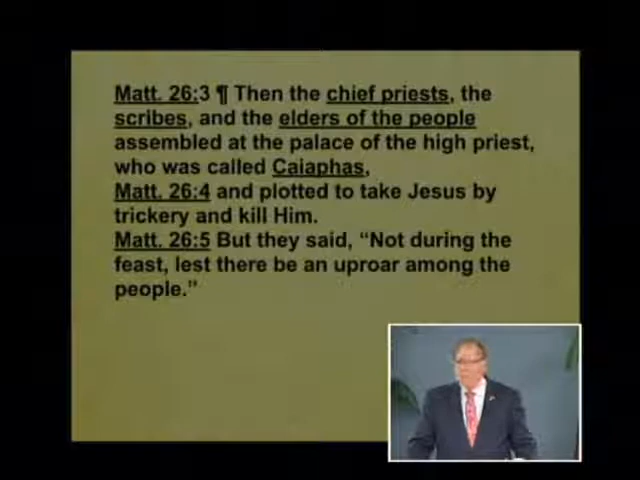 Matt. 26:3 ¶ Then the chief priests, the
scribes, and the elders of the people
assembled at the palace of the high priest,
who was called Caiaphas,
Matt. 26:4 and plotted to take Jesus by
trickery and kill Him.
Matt. 26:5 But they said, “Not during the
feast, lest there be an uproar among the
people.”